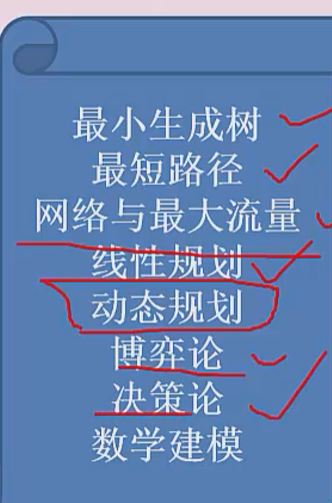 最小生成树
最短路径
网络与最大流量
线性规划
动态规划
博弈论
决策论
数学建模